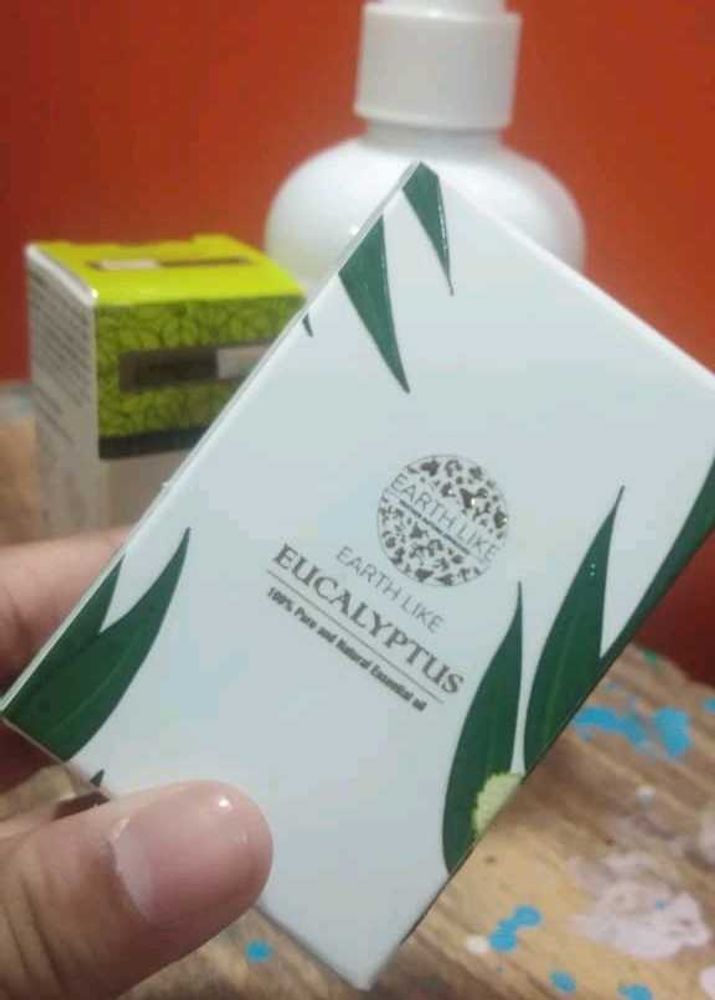 EARTH LIKE
EARTH LIKE
EUCALYPTUS
100% Pure and Natural Essential oil